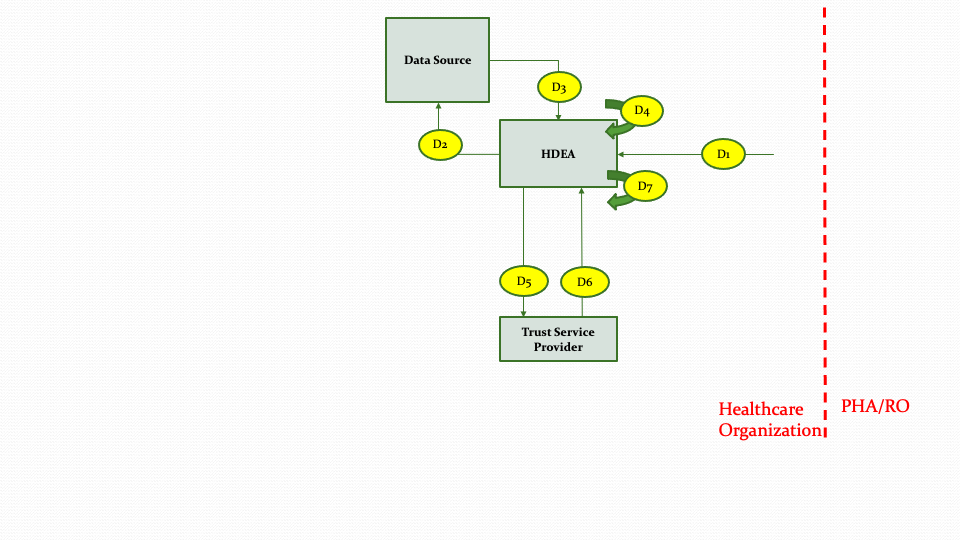 Data Source
D3
D4
D2
HDEA
D1
D7
D5
D6
Trust Service
Provider
Healthcare
Organization
PHA/RO